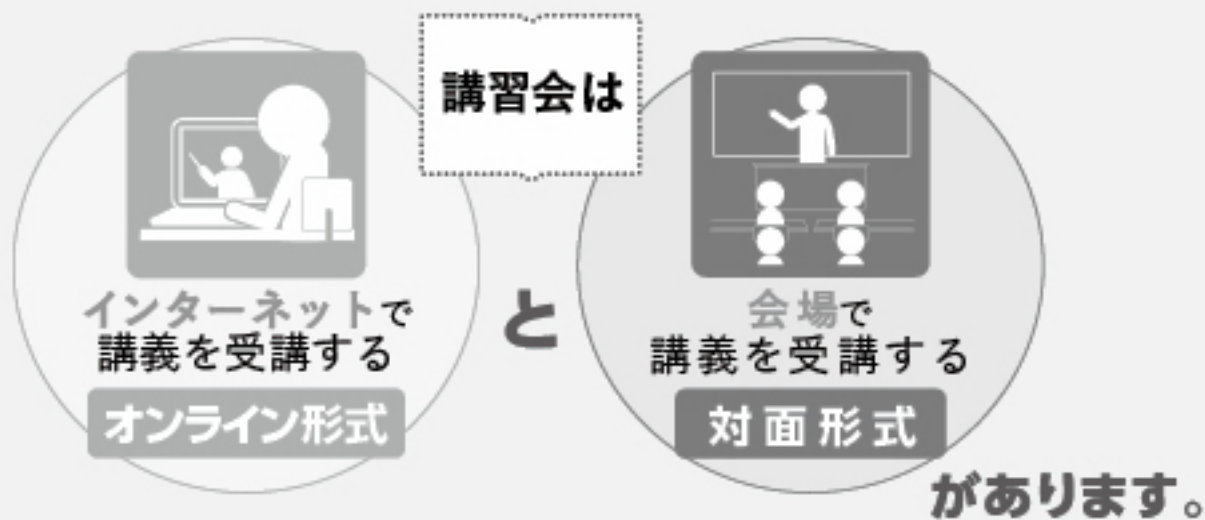 講習会は
インターネットで
講義を受講する
オンライン形式
と
会場で
講義を受講する
対面形式
があります。